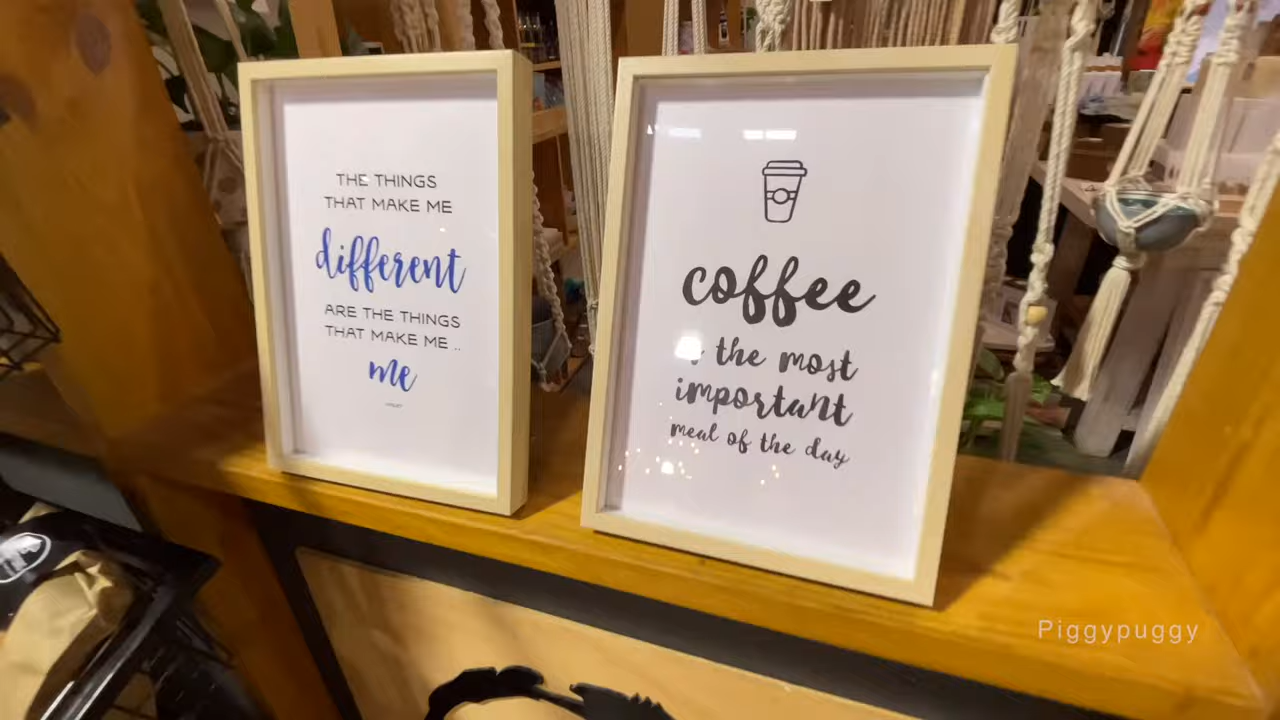 THE THINGS
THAT MAKE ME
different
ARE THE THINGS
THAT MAKE ME ..
me
coffee
the most
important
meal of the day
Piggypuggy